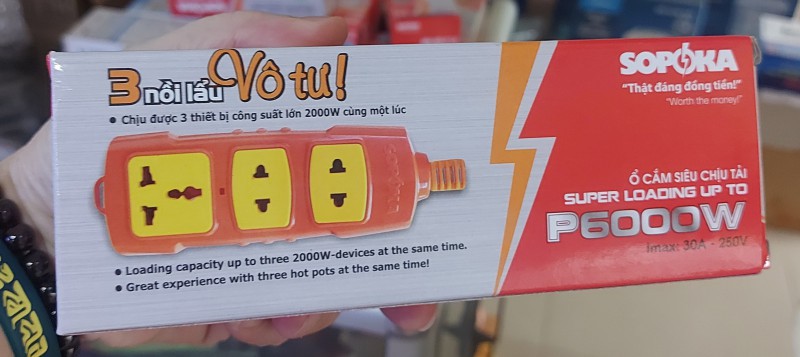 3 nồi lẩu Vô tư!
• Chịu được 3 thiết bị công suất lớn 2000W cùng một lúc
• Loading capacity up to three 2000W-devices at the same time.
• Great experience with three hot pots at the same time!
SOPOKA
"Thật đáng đồng tiền!"
"Worth the money!"
Ổ CẮM SIÊU CHỊU TẢI
SUPER LOADING UP TO
P6000W
Imax: 30A - 250V